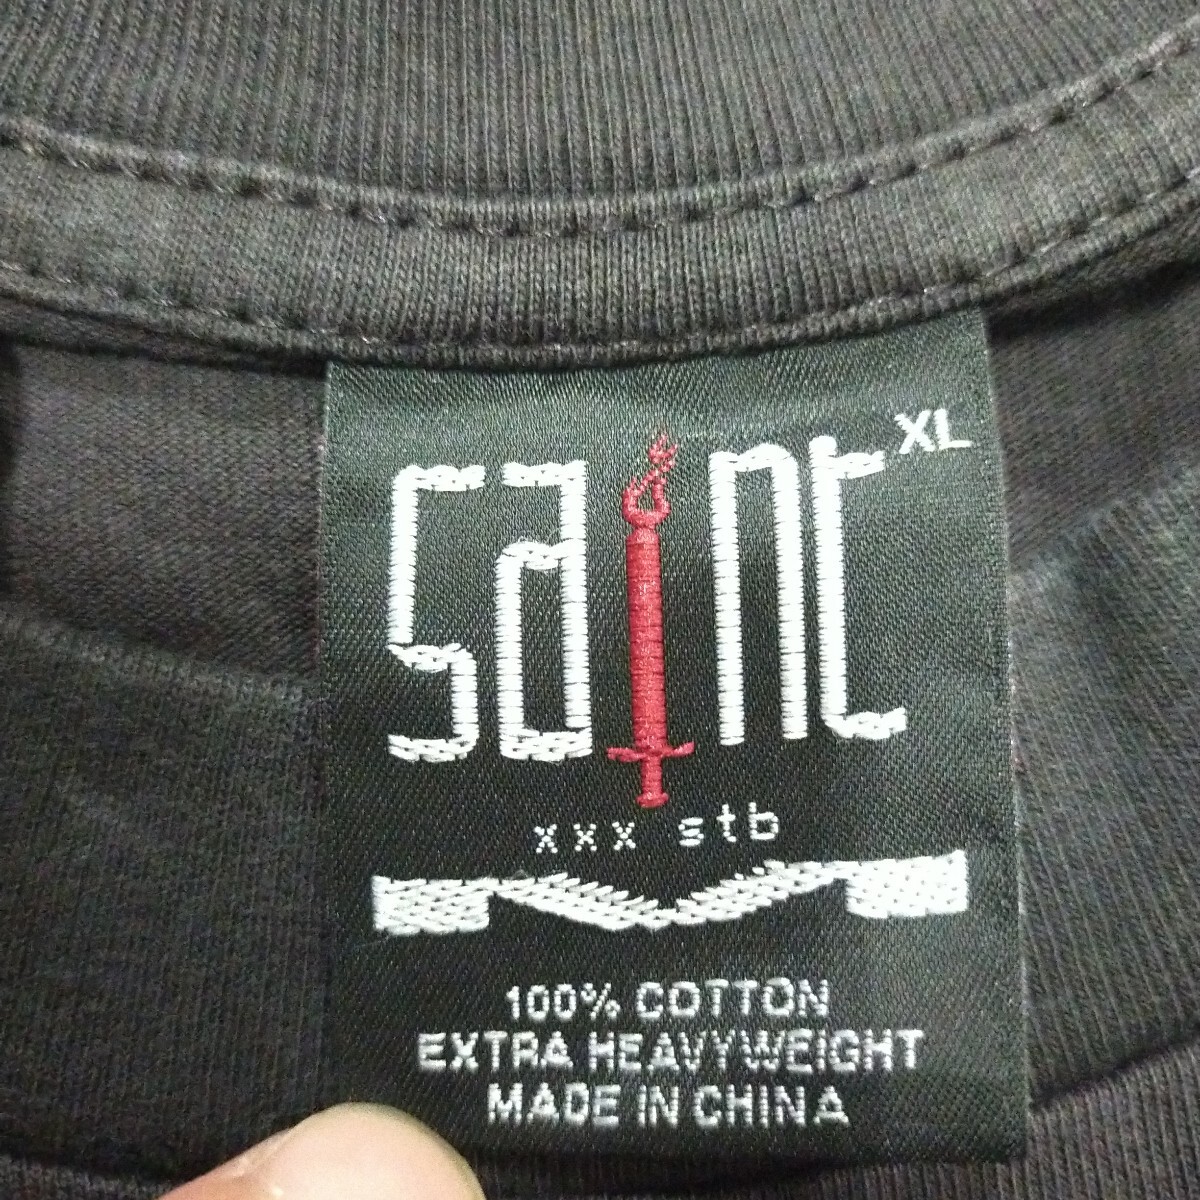 saint XL
xxx stb
100% COTTON
EXTRA HEAVYWEIGHT
MADE IN CHINA